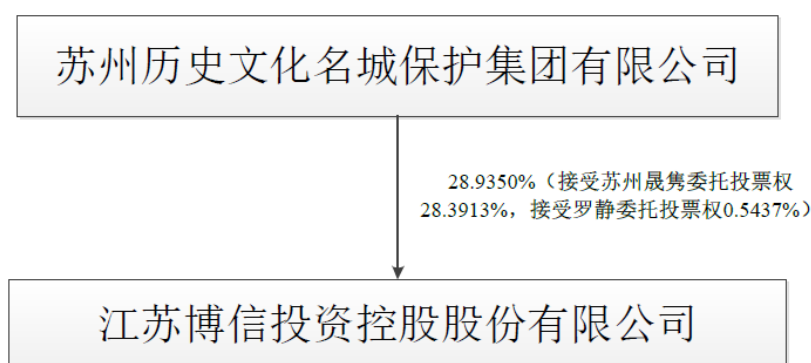 苏州历史文化名城保护集团有限公司
28.9350%（接受苏州晟隽委托投票权
28.3913%，接受罗静委托投票权0.5437%）
江苏博信投资控股股份有限公司